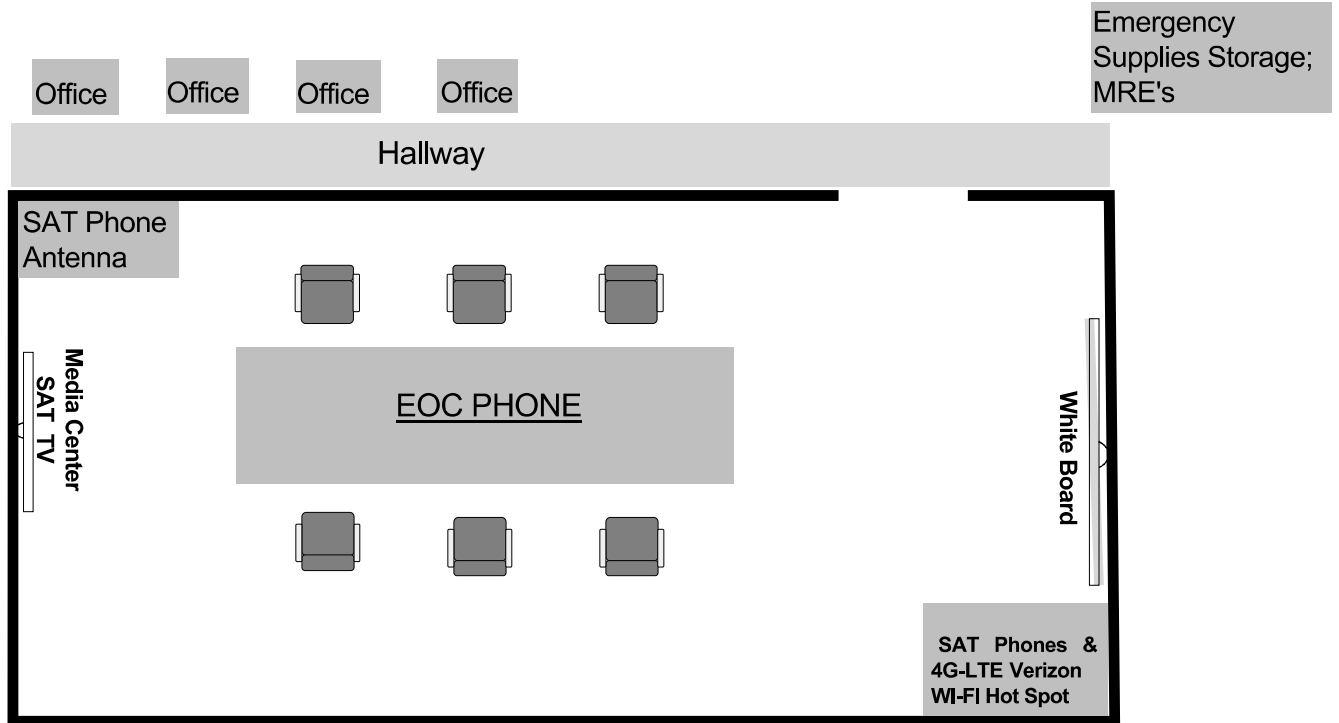 Emergency
Supplies Storage;
MRE's
Office
Office
Office
Office
Hallway
SAT Phone
Antenna
Media Center
SAT TV
EOC PHONE
White Board
SAT Phones &
4G-LTE Verizon
WI-FI Hot Spot